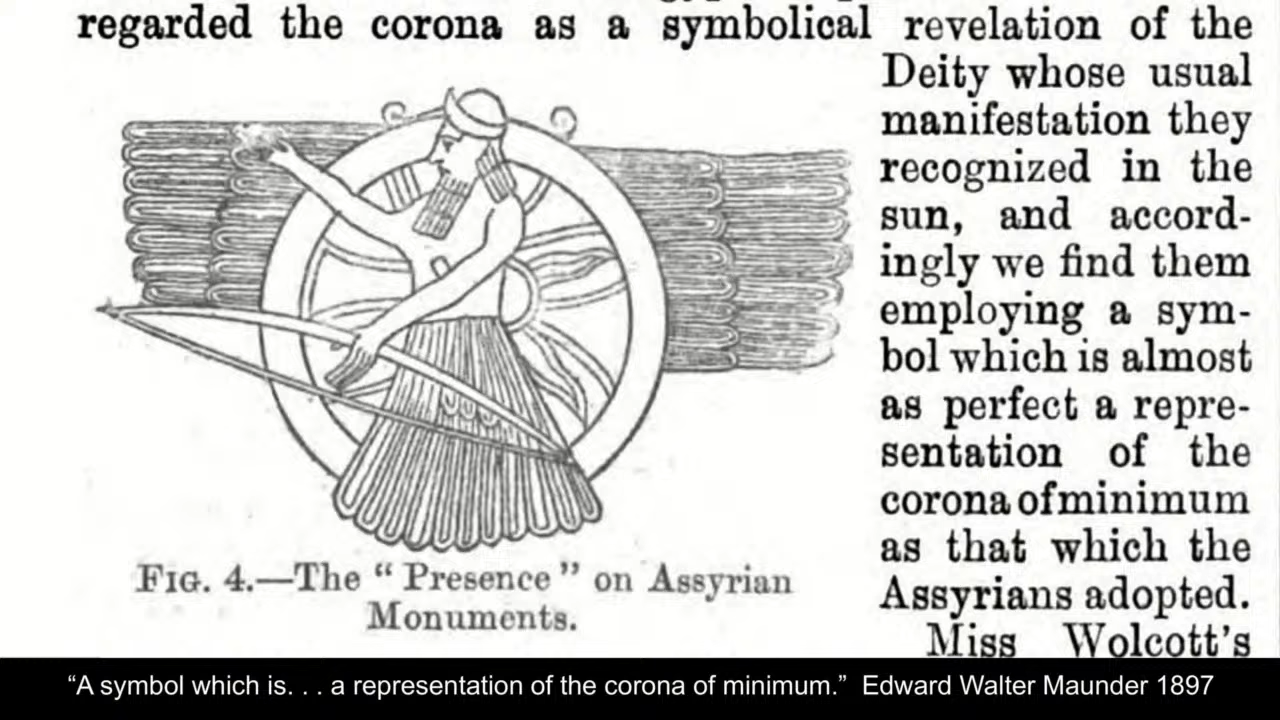 regarded the corona as a symbolical revelation of the
Deity whose usual
manifestation they
recognized in the
sun, and accord-
ingly we find them
employing a sym-
bol which is almost
as perfect a repre-
sentation of the
corona of minimum
as that which the
Assyrians adopted.
Miss Wolcott's
FIG. 4.—The “ Presence ” on Assyrian
Monuments.
“A symbol which is. . . a representation of the corona of minimum.” Edward Walter Maunder 1897